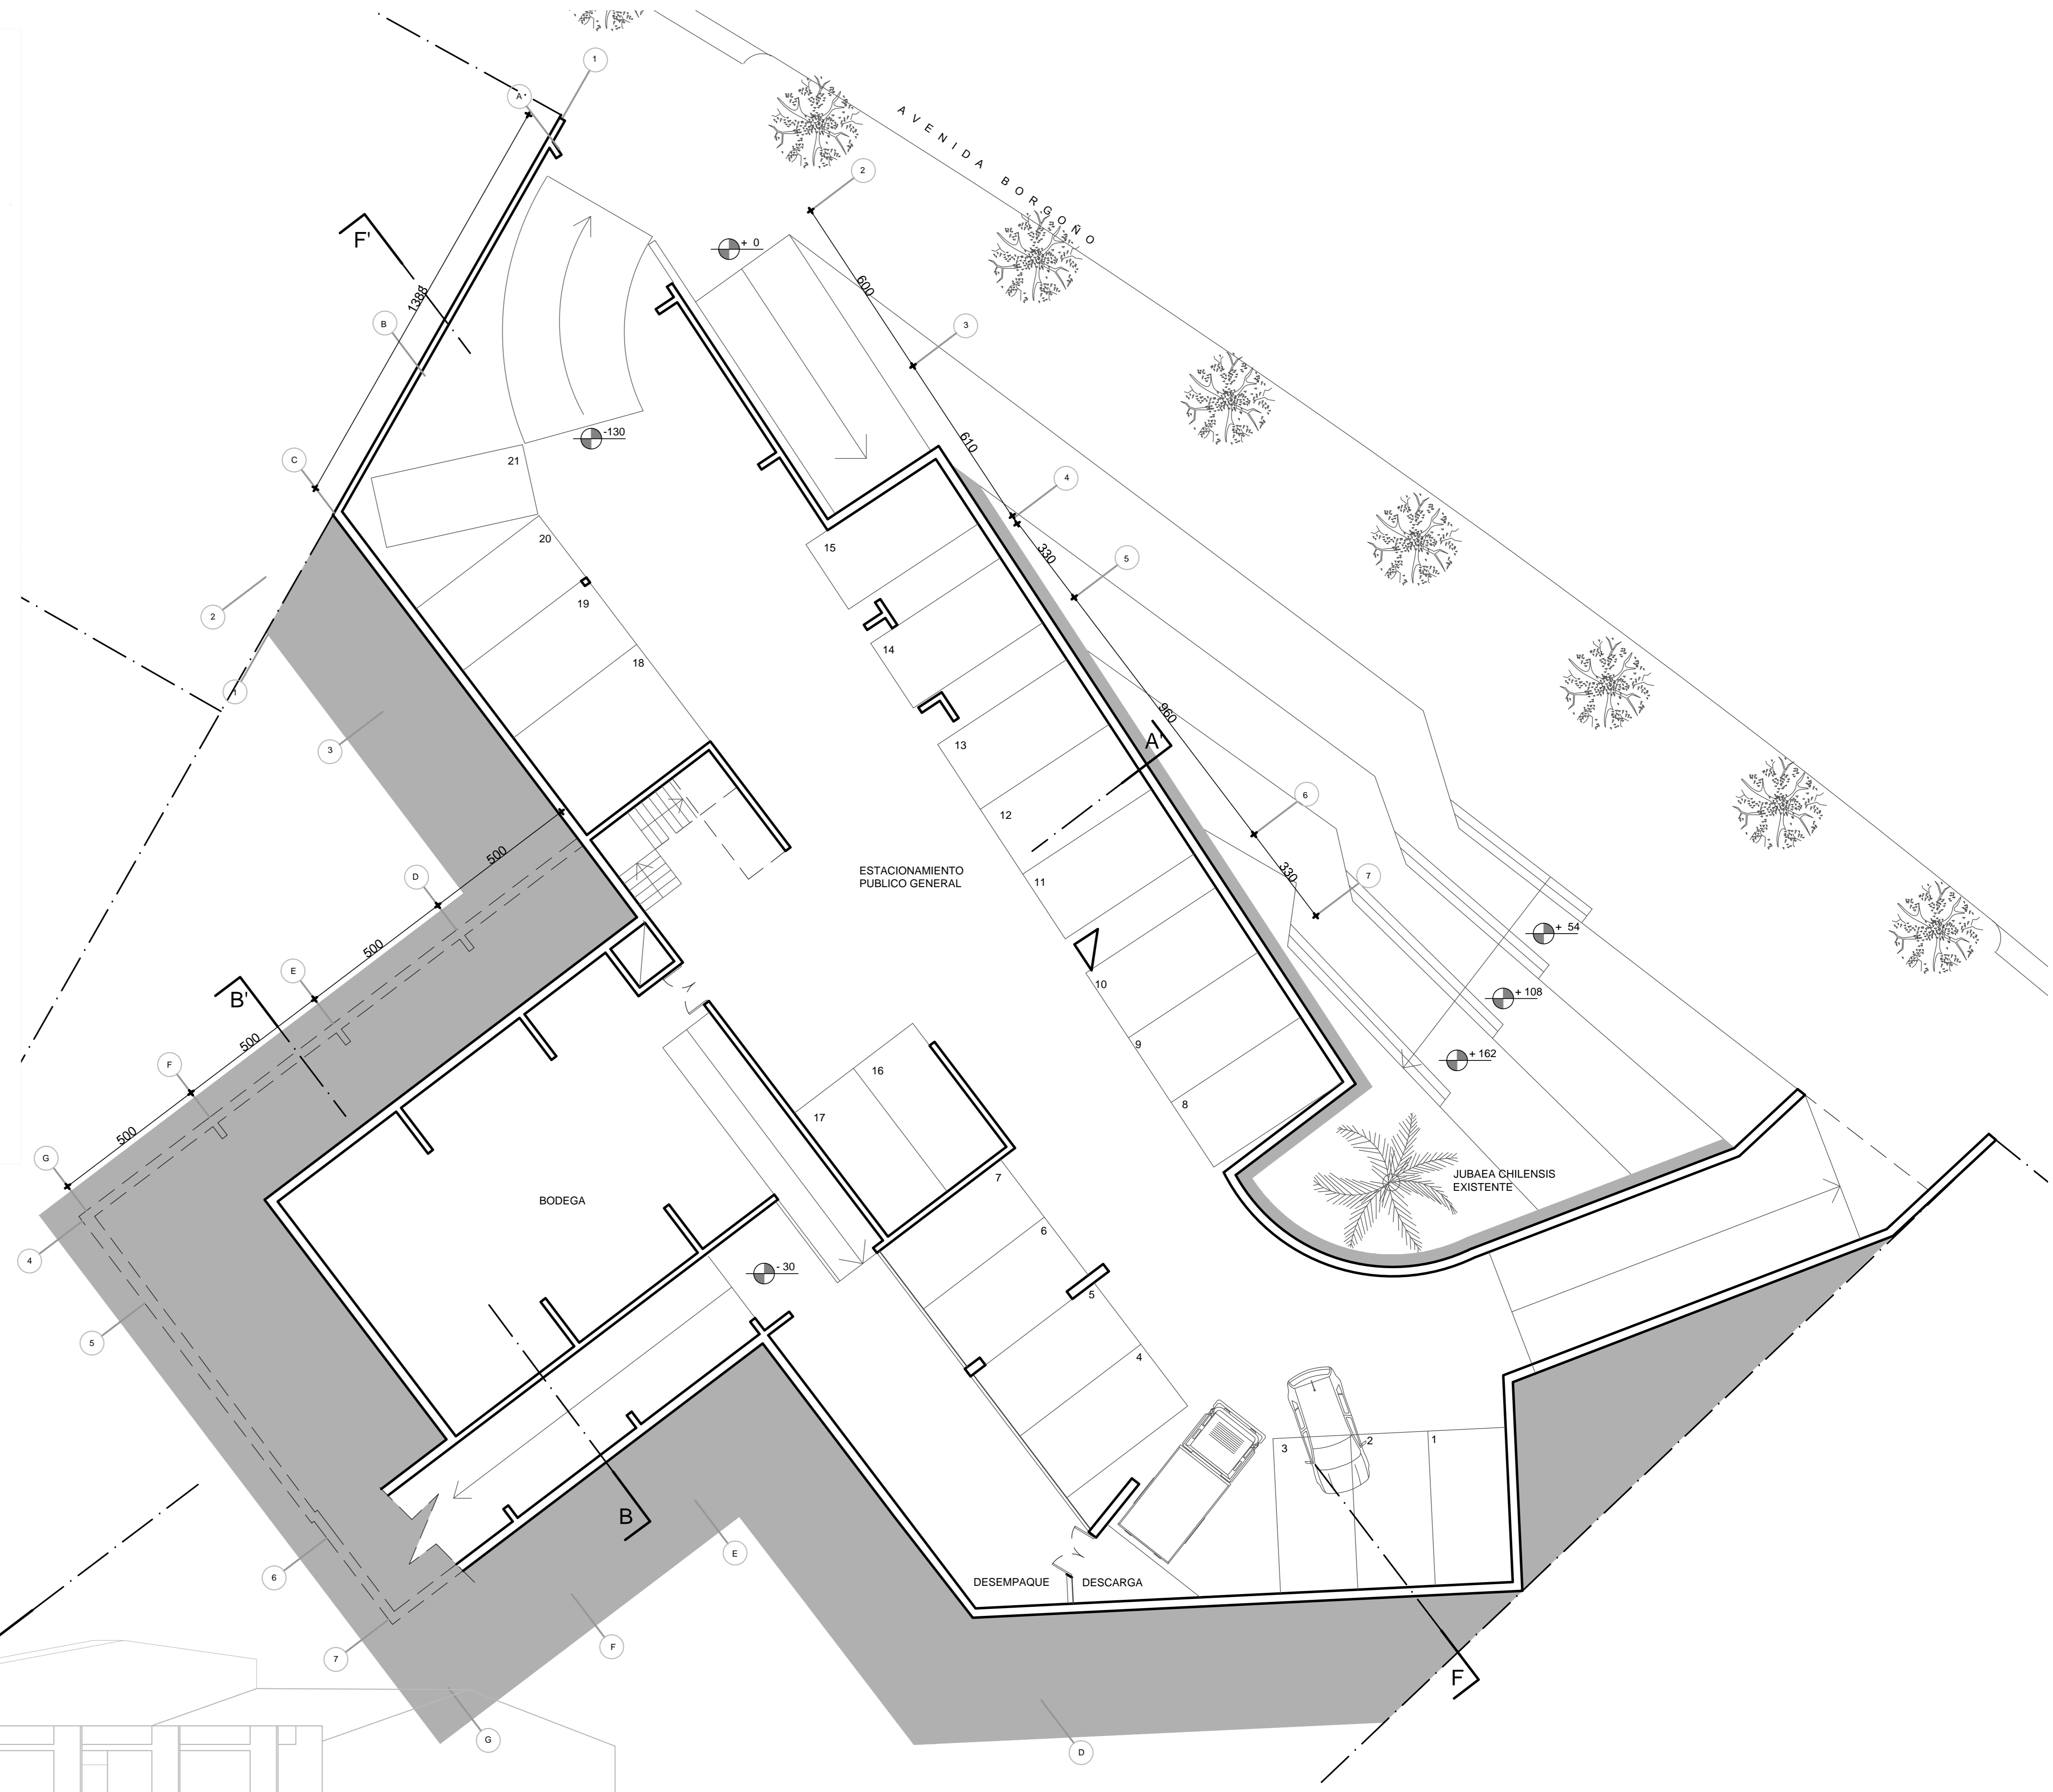 1
A'
AVENIDA BORGOÑO
2
F'
+ 0
600
1388
B
3
-130
610
C
21
4
20
15
330
5
19
2
14
18
1
3
960
13
A'
6
12
500
330
ESTACIONAMIENTO
PUBLICO GENERAL
7
D
11
+ 54
500
E
10
+ 108
B'
500
9
+ 162
F
16
8
17
500
G
JUBAEA CHILENSIS
EXISTENTE
7
BODEGA
6
4
- 30
5
5
4
3
2
1
B
E
6
DESEMPAQUE
DESCARGA
F
7
F
G
D